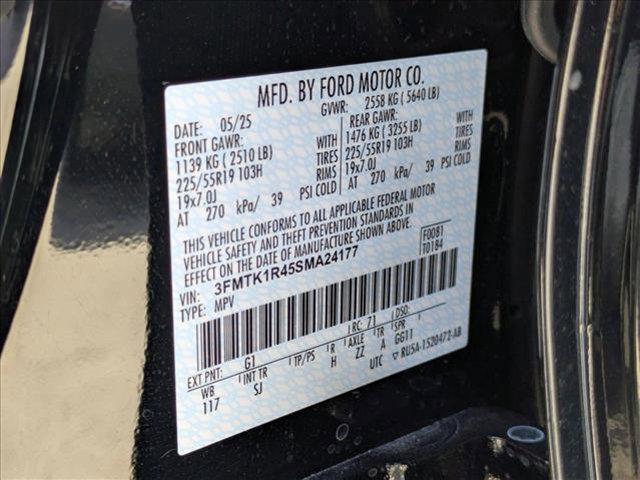 MFD. BY FORD MOTOR CO.
DATE: 05/25 GVWR: 2558 KG ( 5640 LB)
FRONT GAWR: WITH REAR GAWR: WITH
1139 KG ( 2510 LB) TIRES 1476 KG ( 3255 LB) TIRES
225/55R19 103H RIMS 225/55R19 103H RIMS
19x7.0J 19x7.0J
AT 270 kPa/ 39 PSI COLD AT 270 kPa/ 39 PSI COLD
THIS VEHICLE CONFORMS TO ALL APPLICABLE FEDERAL MOTOR
VEHICLE SAFETY AND THEFT PREVENTION STANDARDS IN
EFFECT ON THE DATE OF MANUFACTURE SHOWN ABOVE.
VIN: 3FMTK1R45SMA24177 F0081
TYPE: MPV T0184
EXT PNT: G1 RC: 71 DSO:
WB INT TR TP/PS R AXLE TR SPR
117 SJ H ZZ A GG11
UTC RU5A-1520472-AB